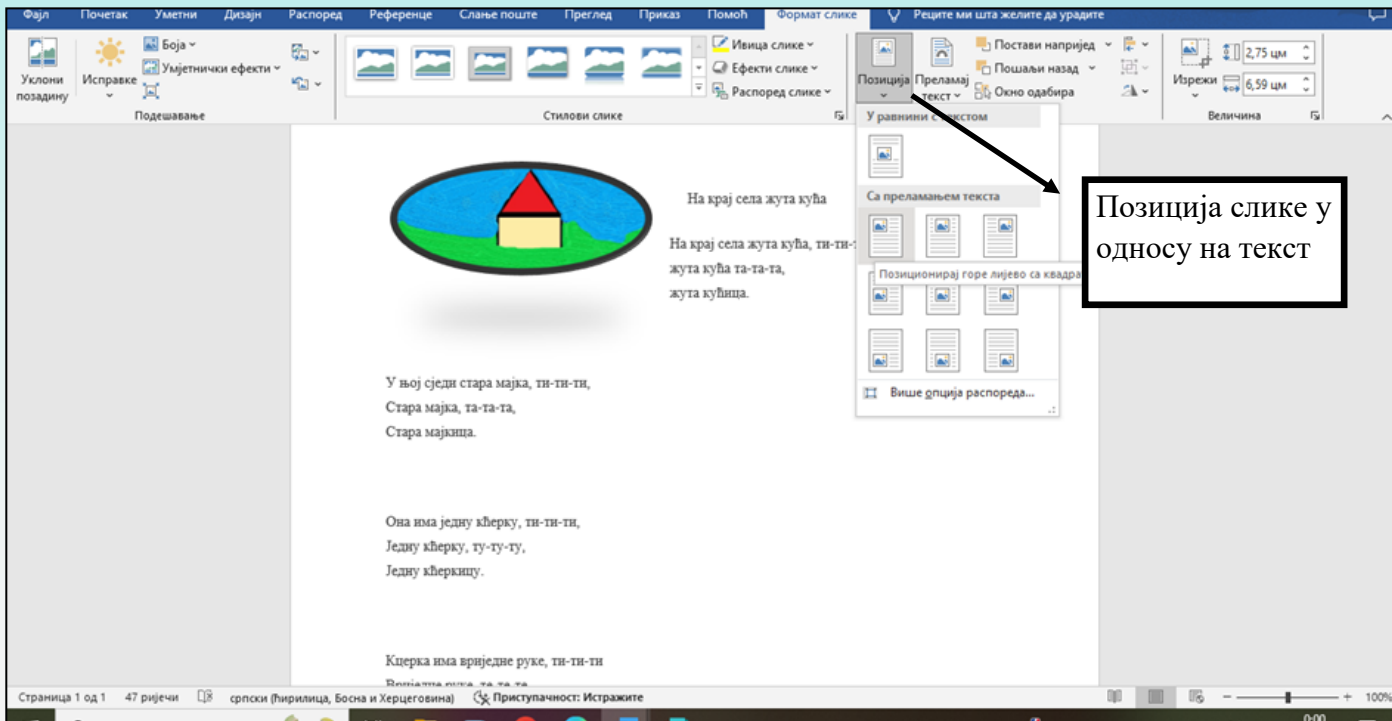 Фајл Почетак Уметни Дизајн Распоред Референце Слање поште Преглед Приказ Помоћ Формат слике Реците ми шта желите да урадите
Уклони позадину
Исправке
Боја
Умјетнички ефекти
Подешавање
Стилови слике
Ивица слике
Ефекти слике
Распоред слике
Позиција
Преламај текст
Постави напријед
Пошаљи назад
Окно одабира
Изрежи
2,75 цм
6,59 цм
Величина
У равнини с текстом
Са преламањем текста
Позиционирај горе лијево са
Више опција распореда...
Позиција слике у
односу на текст
На крај села жута кућа
На крај села жута кућа, ти-ти-
жута кућа та-та-та,
жута кућица.
У њој сједи стара мајка, ти-ти-ти,
Стара мајка, та-та-та,
Стара мајкица.
Она има једну кћерку, ти-ти-ти,
Једну кћерку, ту-ту-ту,
Једну кћеркицу.
Кцерка има вриједне руке, ти-ти-ти
Страница 1 од 1 47 ријечи српски (ћирилица, Босна и Херцеговина) Приступачност: Истражите 100%
0:00